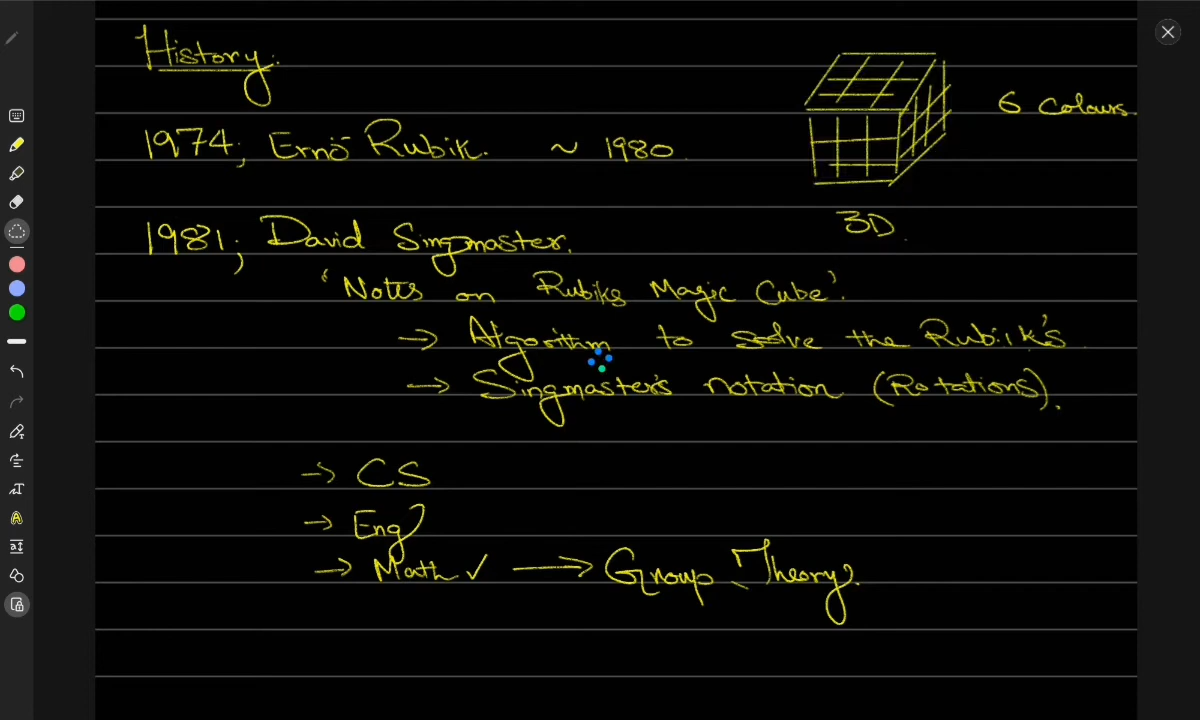 History.
6 Colours.
1974; Ernö Rubik. ~ 1980.
3D.
1981; David Singmaster.
'Notes on Rubiks Magic Cube'.
→ Algorithm to solve the Rubik's
→ Singmaster's notation (Rotations).
→ CS
→ Eng
→ Math ✓ → Group Theory.